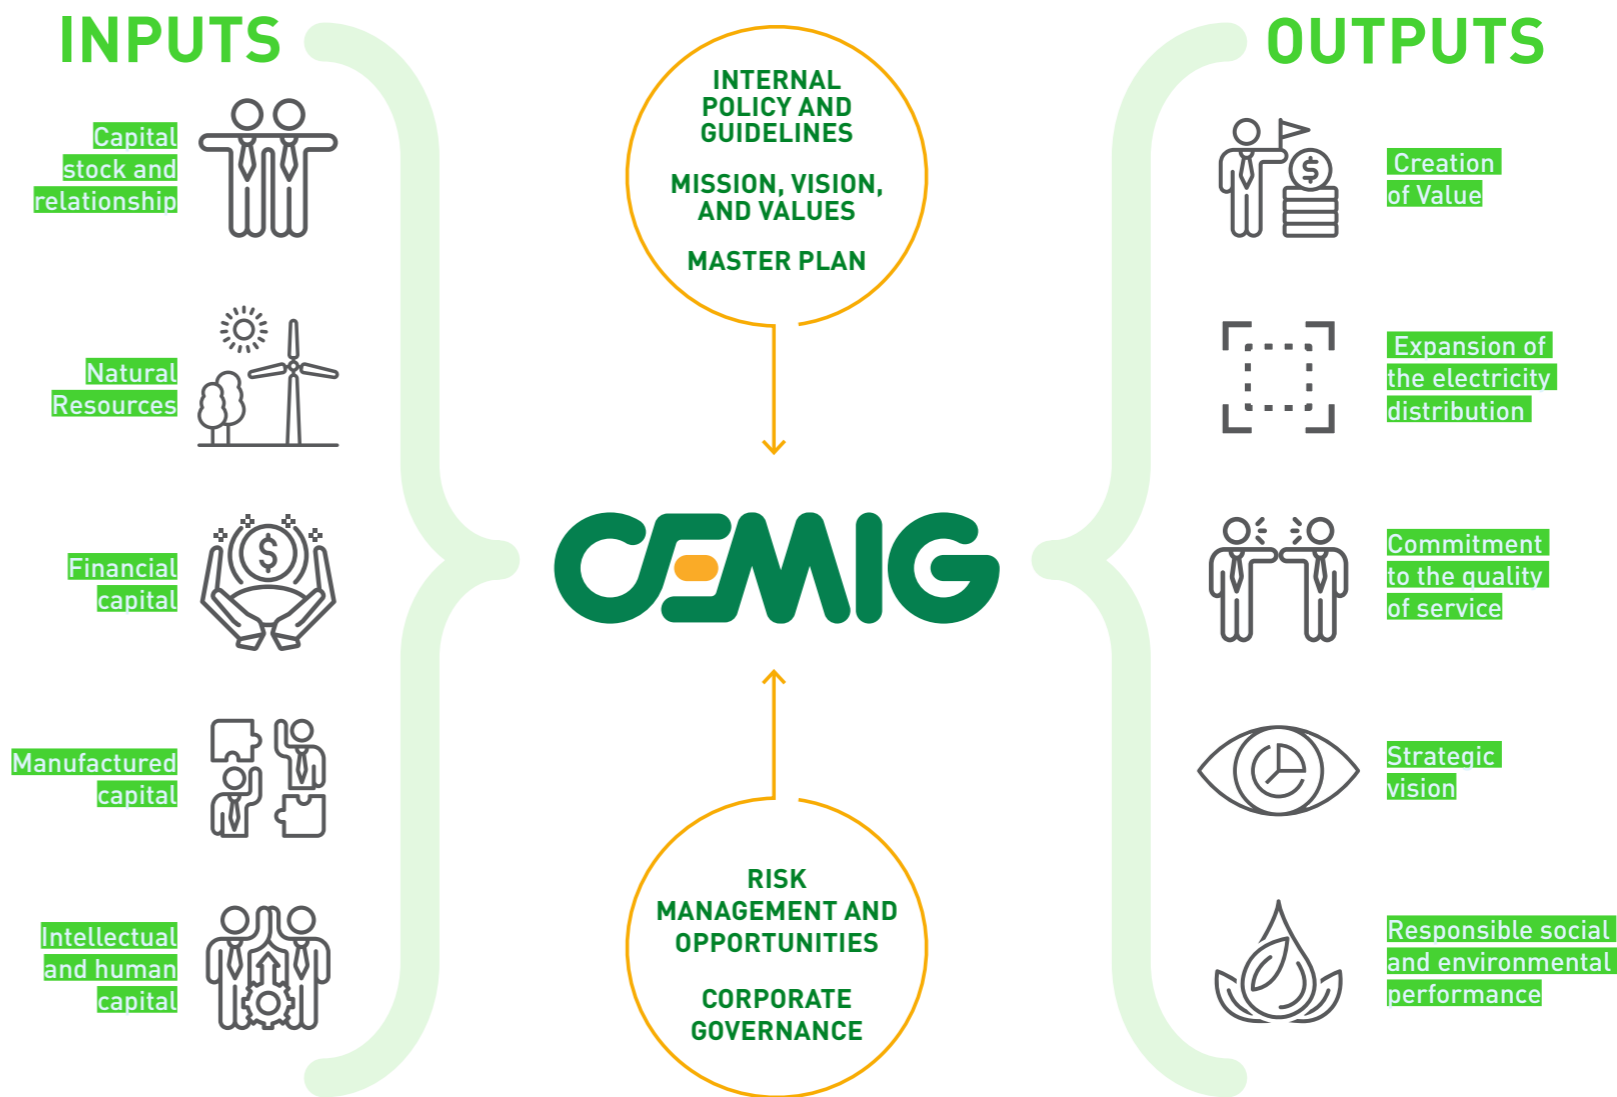 INPUTS
Capital
stock and
relationship
Natural
Resources
$
Financial
capital
Manufactured
capital
Intellectual
and human
capital
INTERNAL
POLICY AND
GUIDELINES
MISSION, VISION,
AND VALUES
MASTER PLAN
CEMIG
RISK
MANAGEMENT AND
OPPORTUNITIES
CORPORATE
GOVERNANCE
OUTPUTS
$
Creation
of Value
Expansion of
the electricity
distribution
Commitment
to the quality
of service
Strategic
vision
Responsible social
and environmental
performance